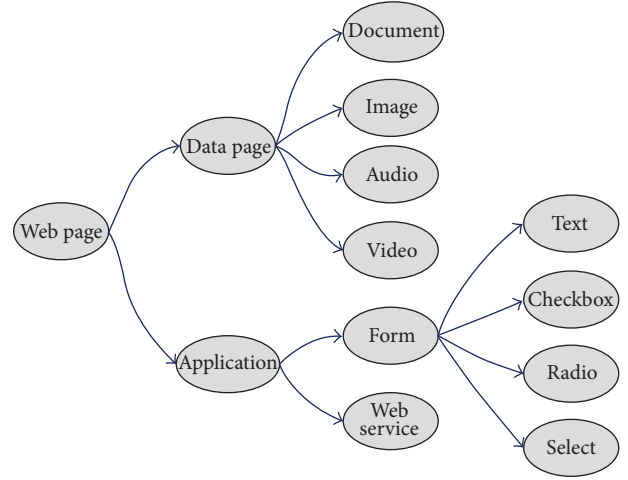 Document
Image
Data page
Audio
Web page
Video
Text
Checkbox
Application
Form
Radio
Web
service
Select